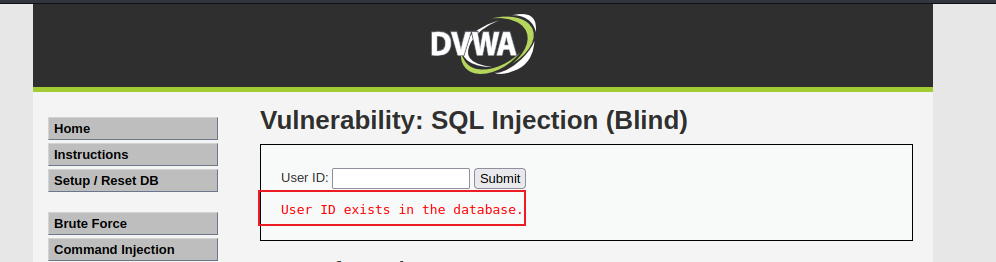 DVWA
Home
Instructions
Setup / Reset DB
Brute Force
Command Injection
Vulnerability: SQL Injection (Blind)
User ID: Submit
User ID exists in the database.